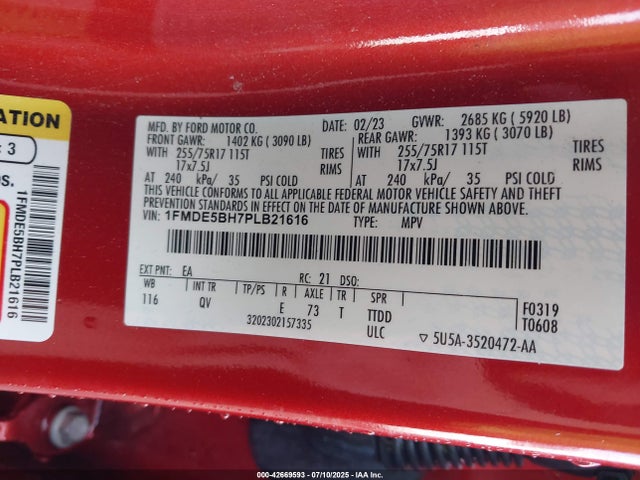 ATION
: 3
os.
1FMDE5BH7PLB21616
MFD. BY FORD MOTOR CO.
DATE: 02/23 GVWR: 2685 KG ( 5920 LB)
FRONT GAWR: 1402 KG ( 3090 LB) REAR GAWR: 1393 KG ( 3070 LB)
WITH 255/75R17 115T TIRES WITH 255/75R17 115T TIRES
17x7.5J RIMS 17x7.5J RIMS
AT 240 kPa/ 35 PSI COLD AT 240 kPa/ 35 PSI COLD
THIS VEHICLE CONFORMS TO ALL APPLICABLE FEDERAL MOTOR VEHICLE SAFETY AND THEFT
PREVENTION STANDARDS IN EFFECT ON THE DATE OF MANUFACTURE SHOWN ABOVE.
VIN: 1FMDE5BH7PLB21616 TYPE: MPV
EXT PNT: EA RC: 21 DSO:
WB INT TR TP/PS R AXLE TR SPR
116 QV E 73 T TTDD
3202302157335 ULC
F0319
T0608
▽ 5U5A-3520472-AA
000-42669593 07/10/2025 IAA Inc.